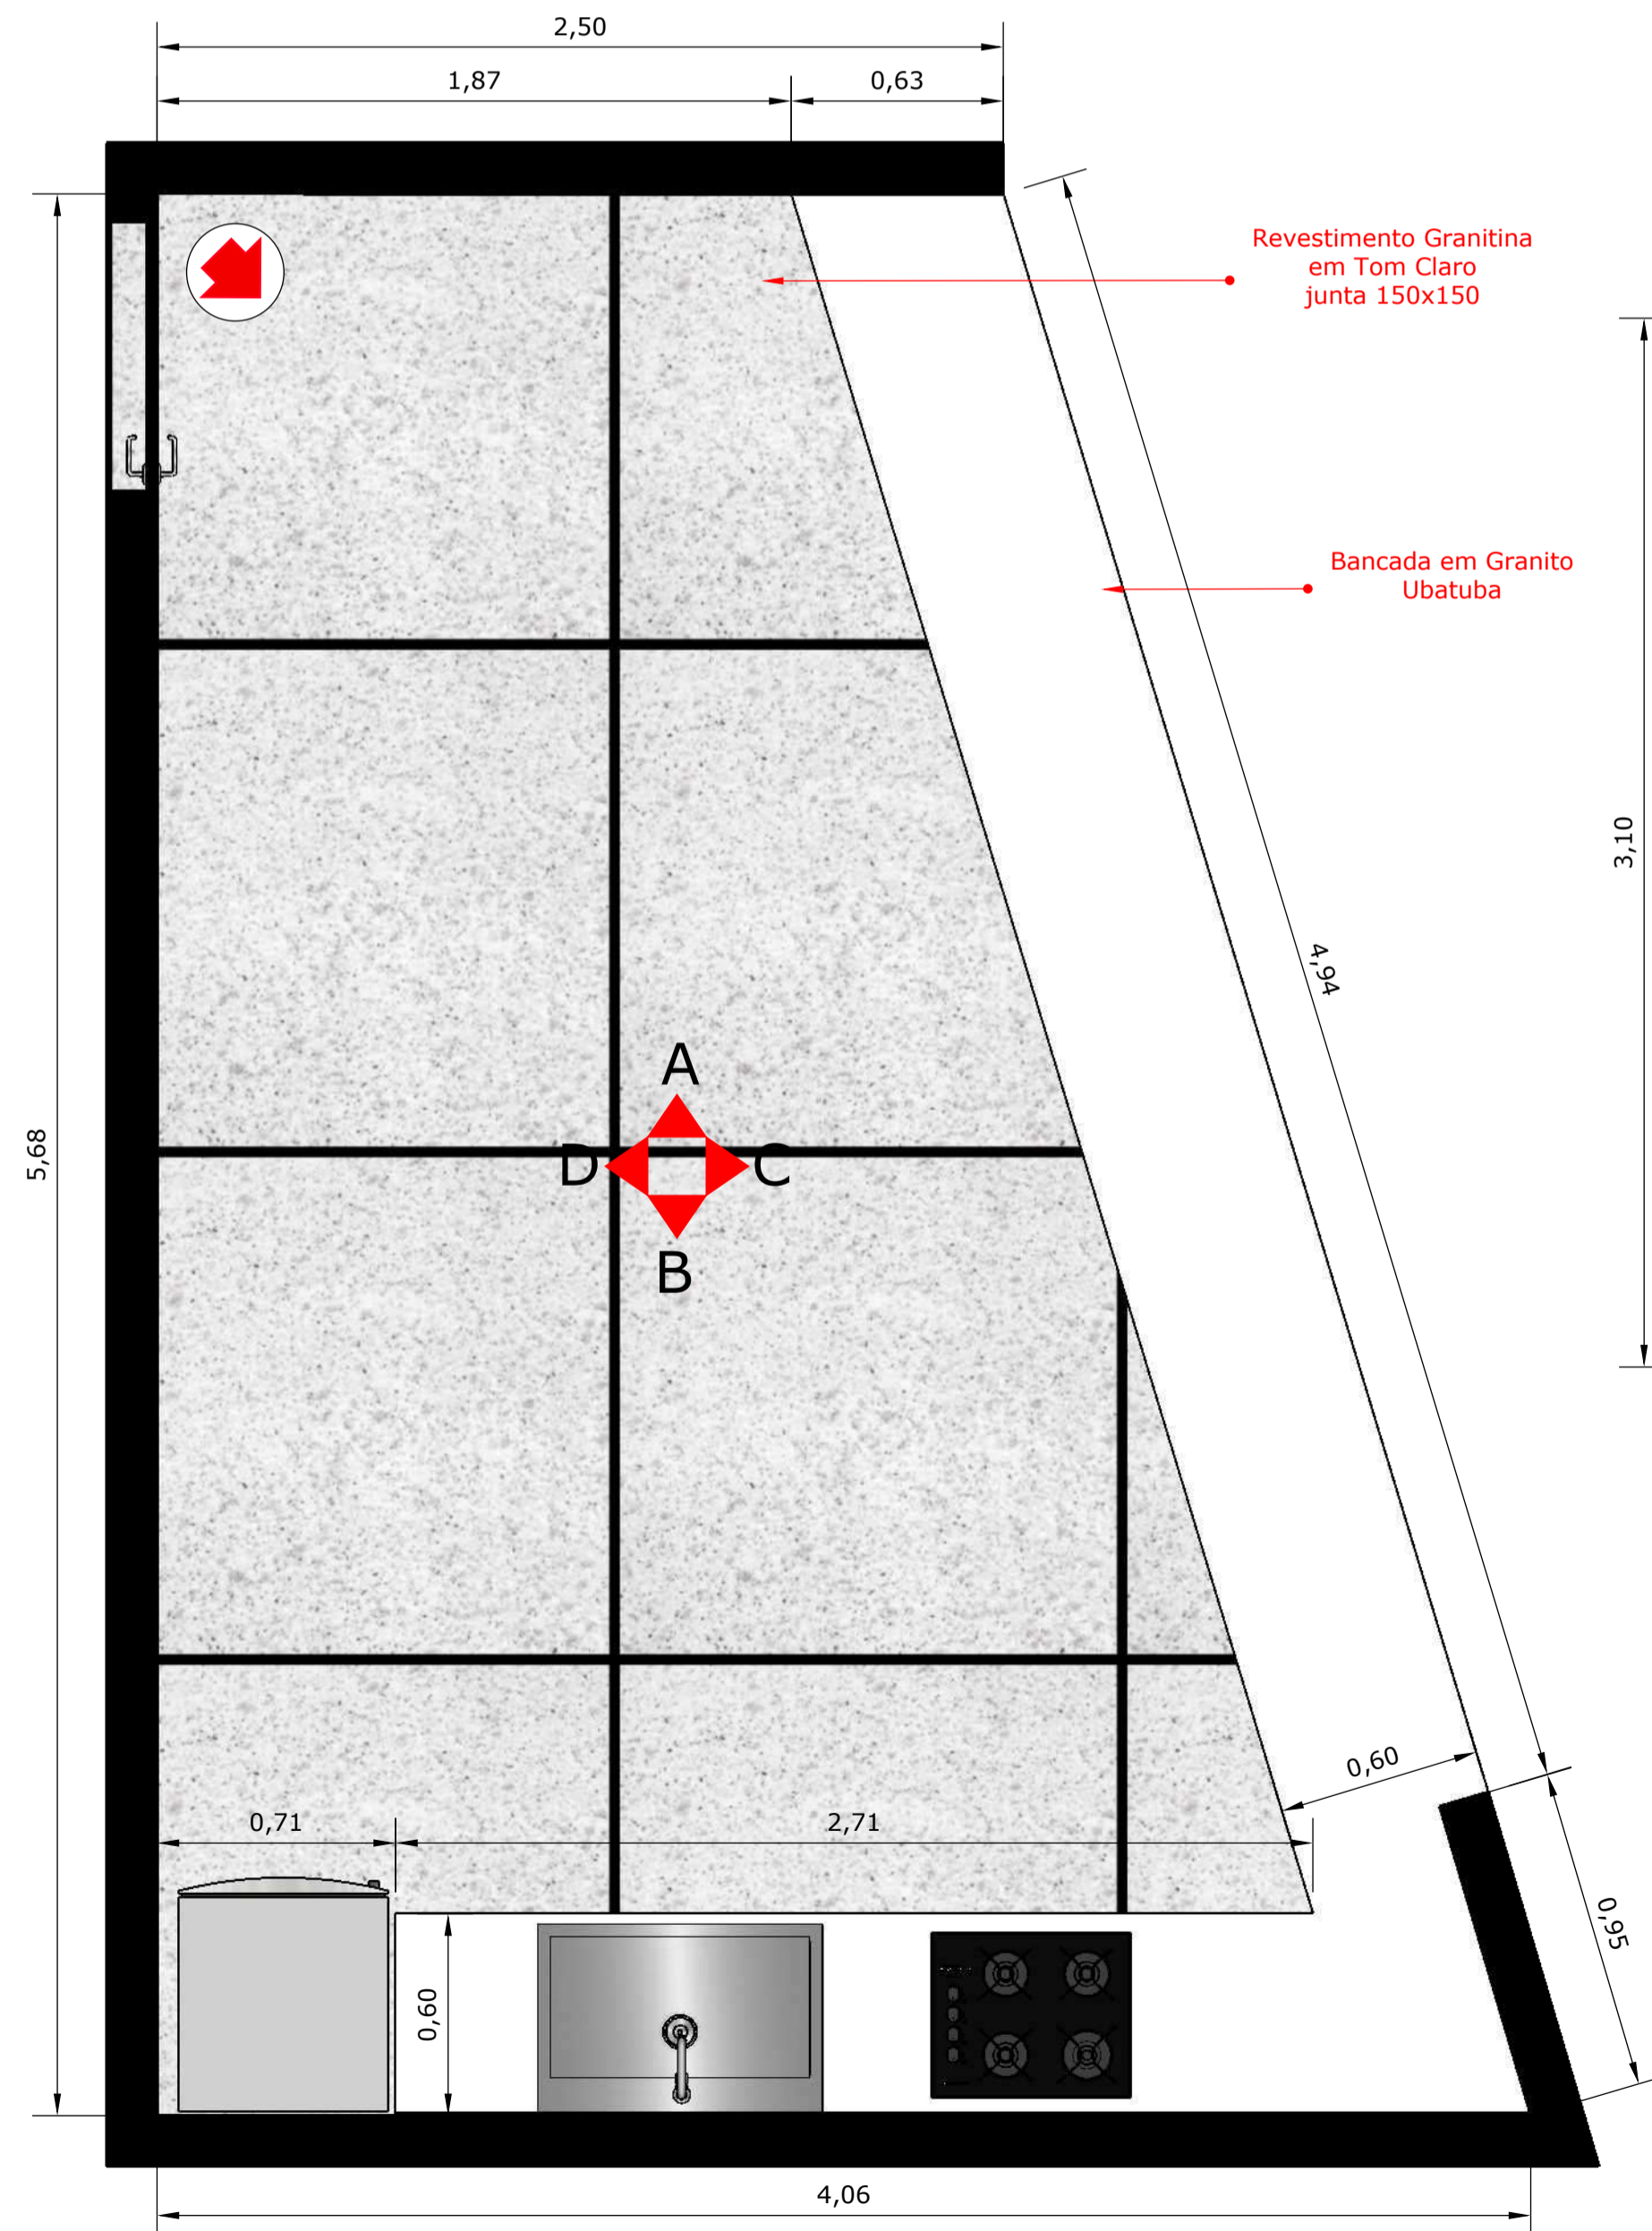 2,50
1,87
0,63
Revestimento Granitina
em Tom Claro
junta 150x150
Bancada em Granito
Ubatuba
3,10
4,94
A
D
C
5,68
B
0,60
0,71
2,71
0,95
0,60
4,06